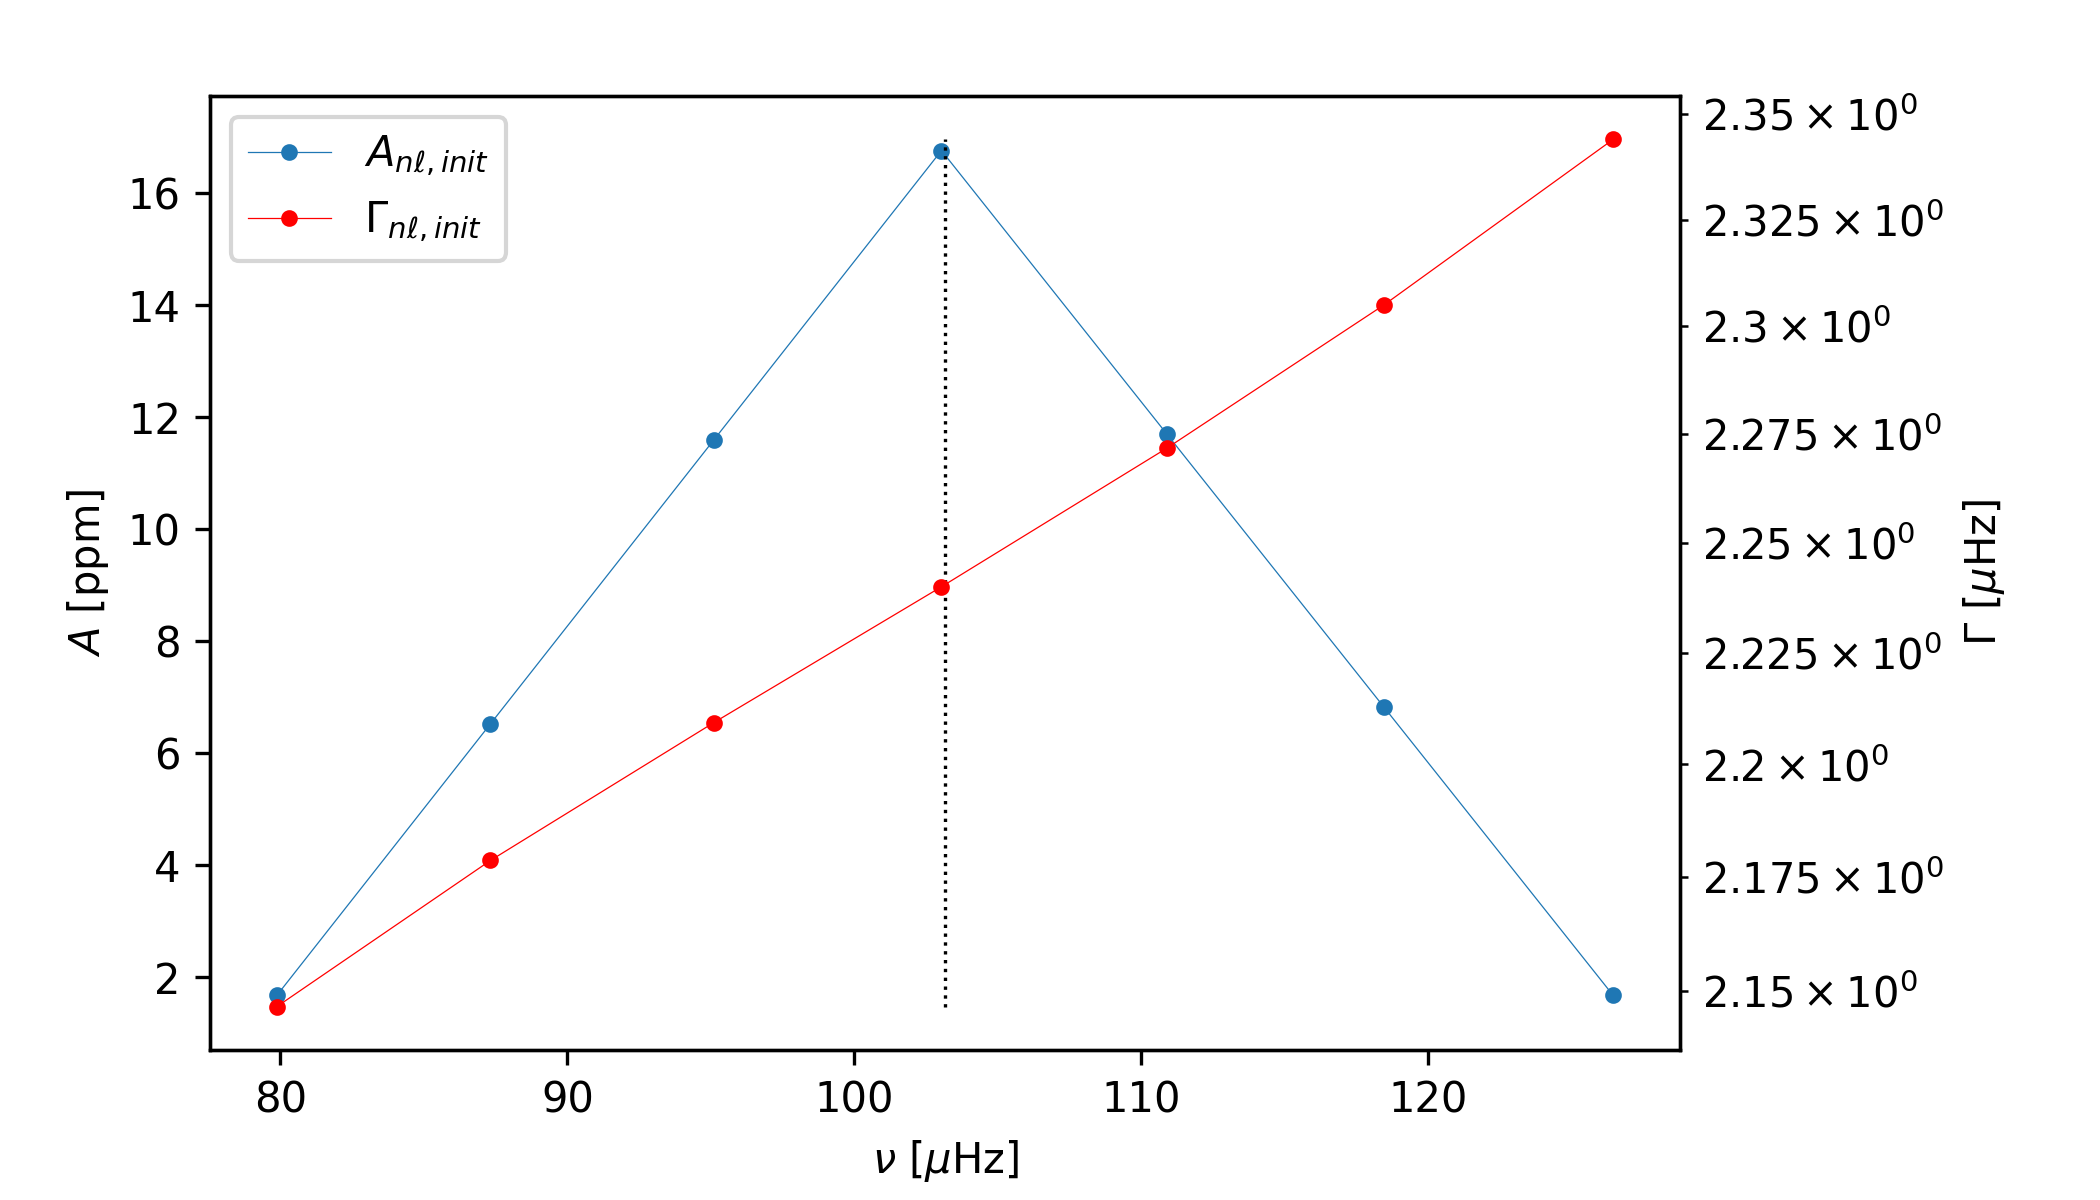 A_{nℓ,init}
Γ_{nℓ,init}
A [ppm]
16
14
12
10
8
6
4
2
2.35 × 10⁰
2.325 × 10⁰
2.3 × 10⁰
2.275 × 10⁰
2.25 × 10⁰
2.225 × 10⁰
2.2 × 10⁰
2.175 × 10⁰
2.15 × 10⁰
Γ [μHz]
80 90 100 110 120
ν [μHz]